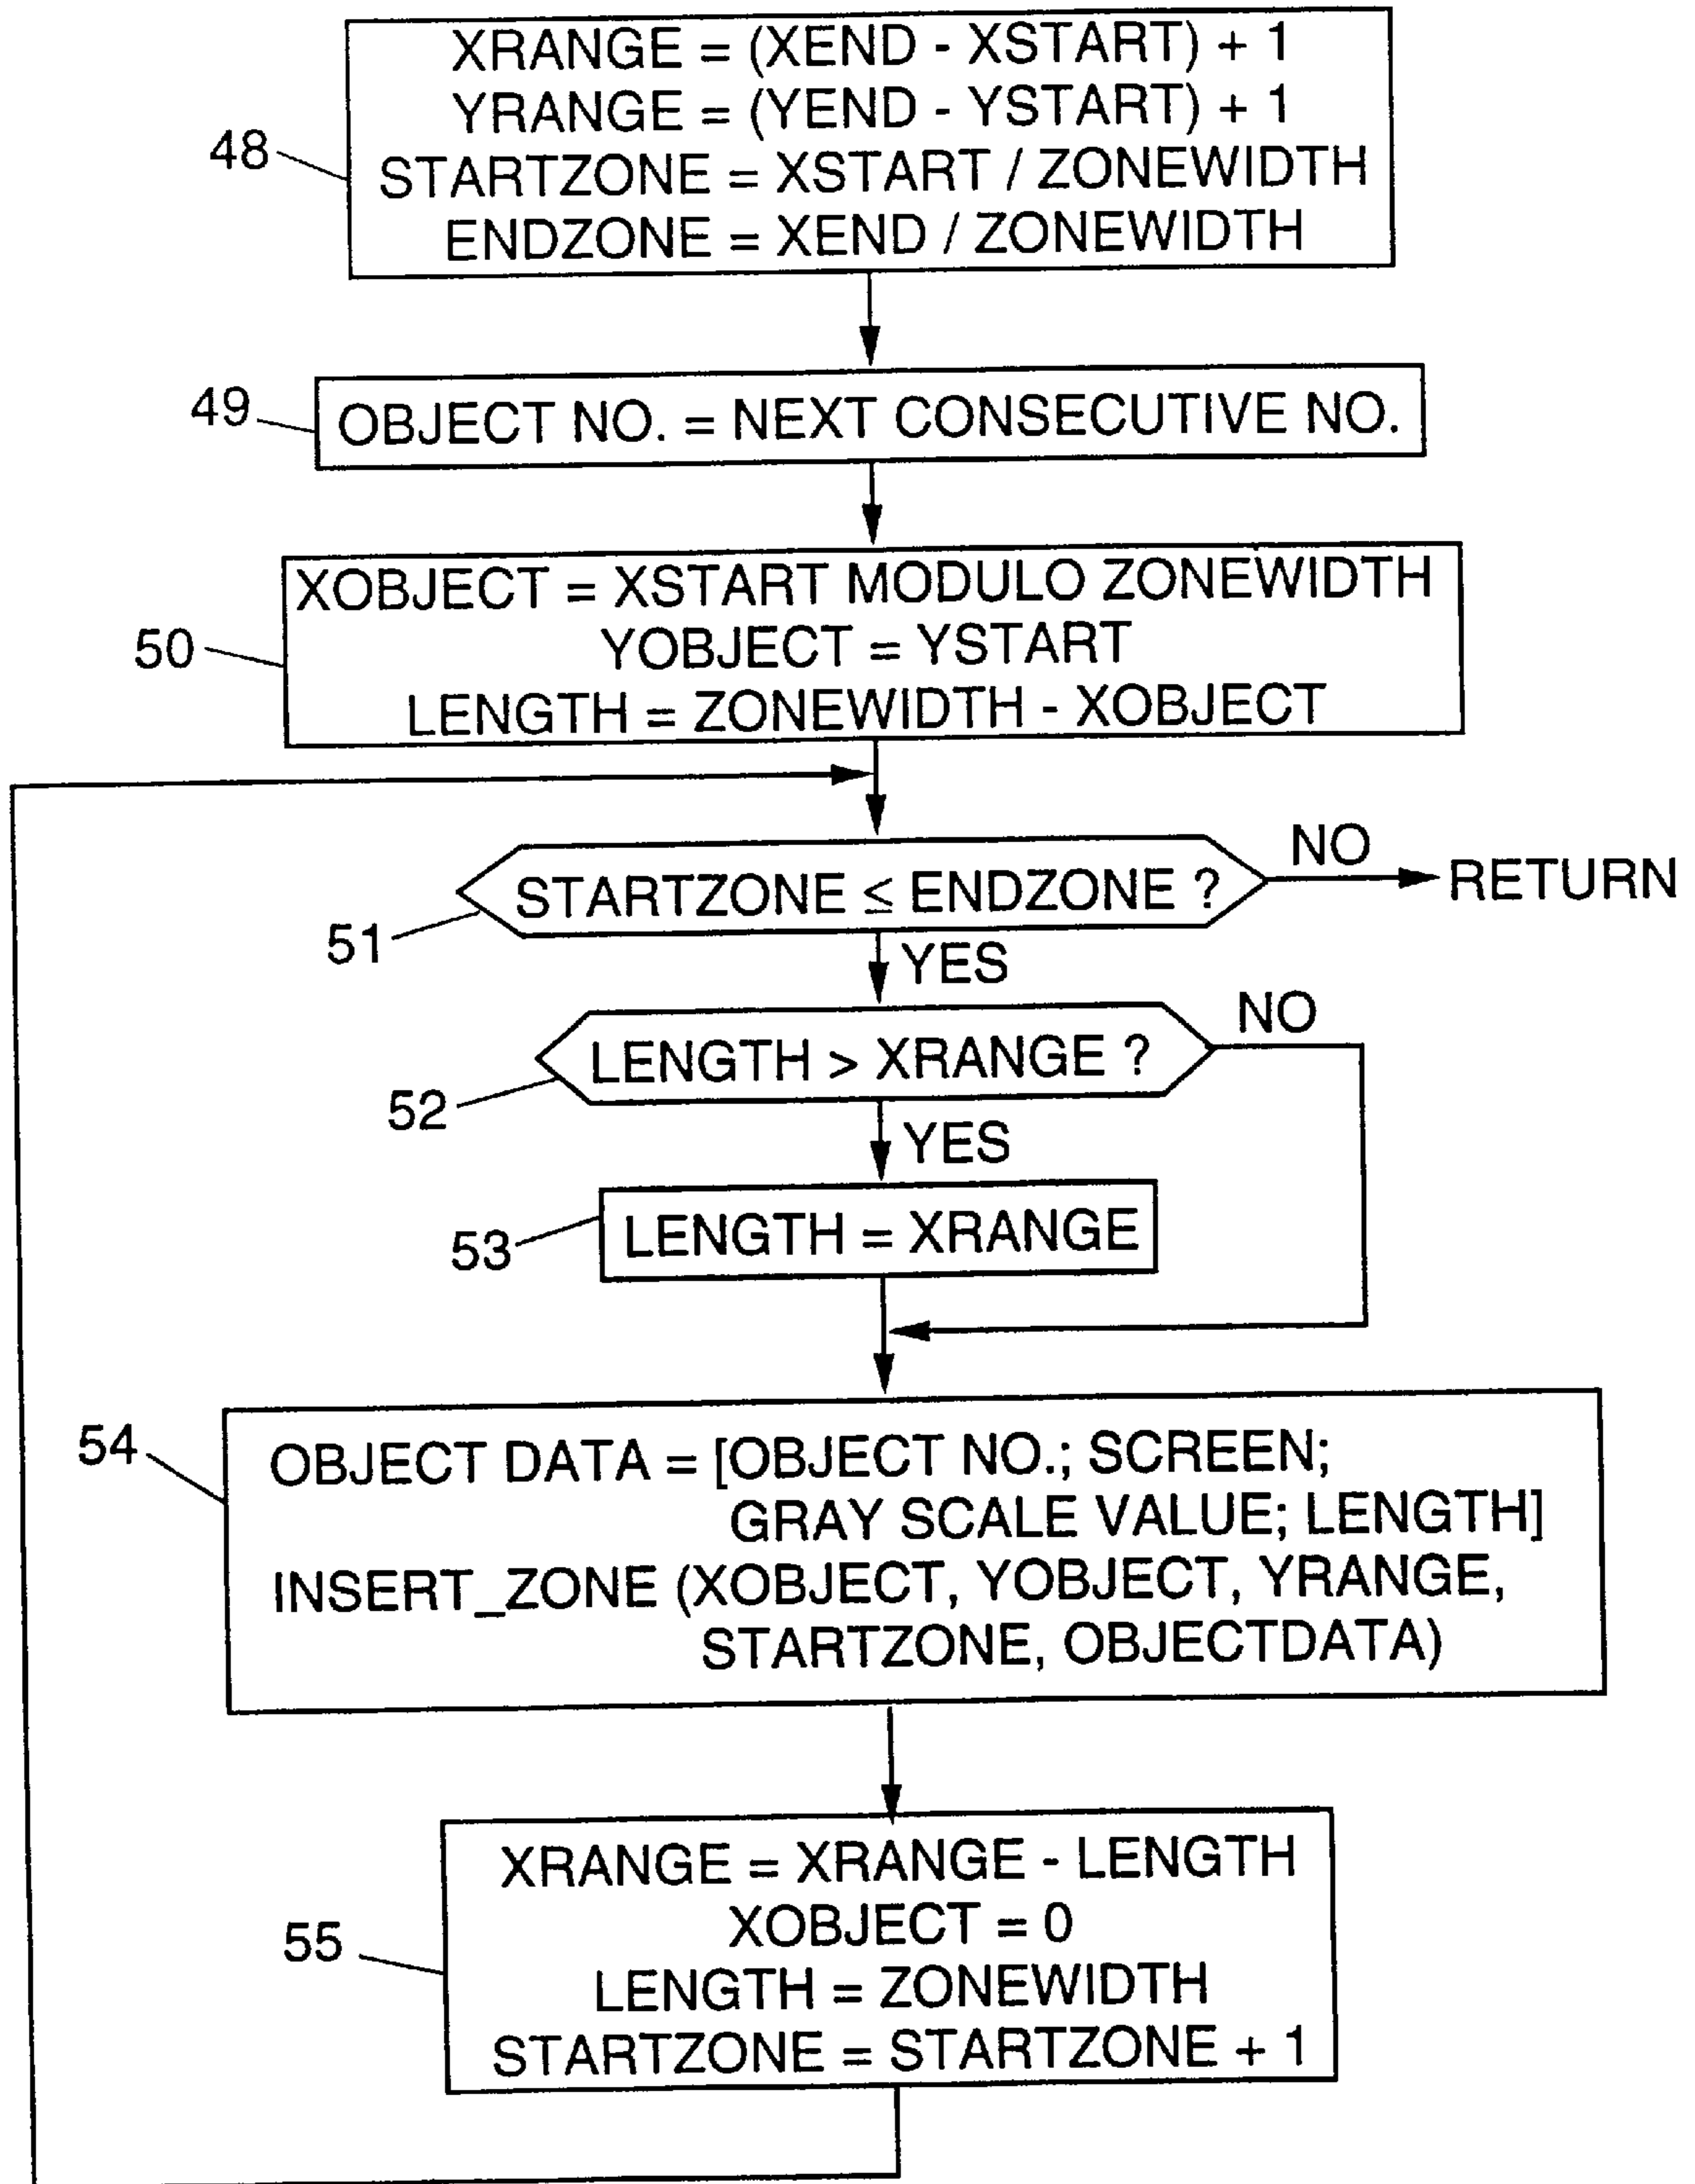 XRANGE = (XEND - XSTART) + 1
YRANGE = (YEND - YSTART) + 1
48
STARTZONE = XSTART / ZONEWIDTH
ENDZONE = XEND / ZONEWIDTH
49
OBJECT NO. = NEXT CONSECUTIVE NO.
XOBJECT = XSTART MODULO ZONEWIDTH
50
YOBJECT = YSTART
LENGTH = ZONEWIDTH - XOBJECT
STARTZONE ≤ ENDZONE ?
NO
RETURN
51
YES
LENGTH > XRANGE ?
NO
52
YES
53
LENGTH = XRANGE
54
OBJECT DATA = [OBJECT NO.; SCREEN;
GRAY SCALE VALUE; LENGTH]
INSERT_ZONE (XOBJECT, YOBJECT, YRANGE,
STARTZONE, OBJECTDATA)
XRANGE = XRANGE - LENGTH
XOBJECT = 0
55
LENGTH = ZONEWIDTH
STARTZONE = STARTZONE + 1